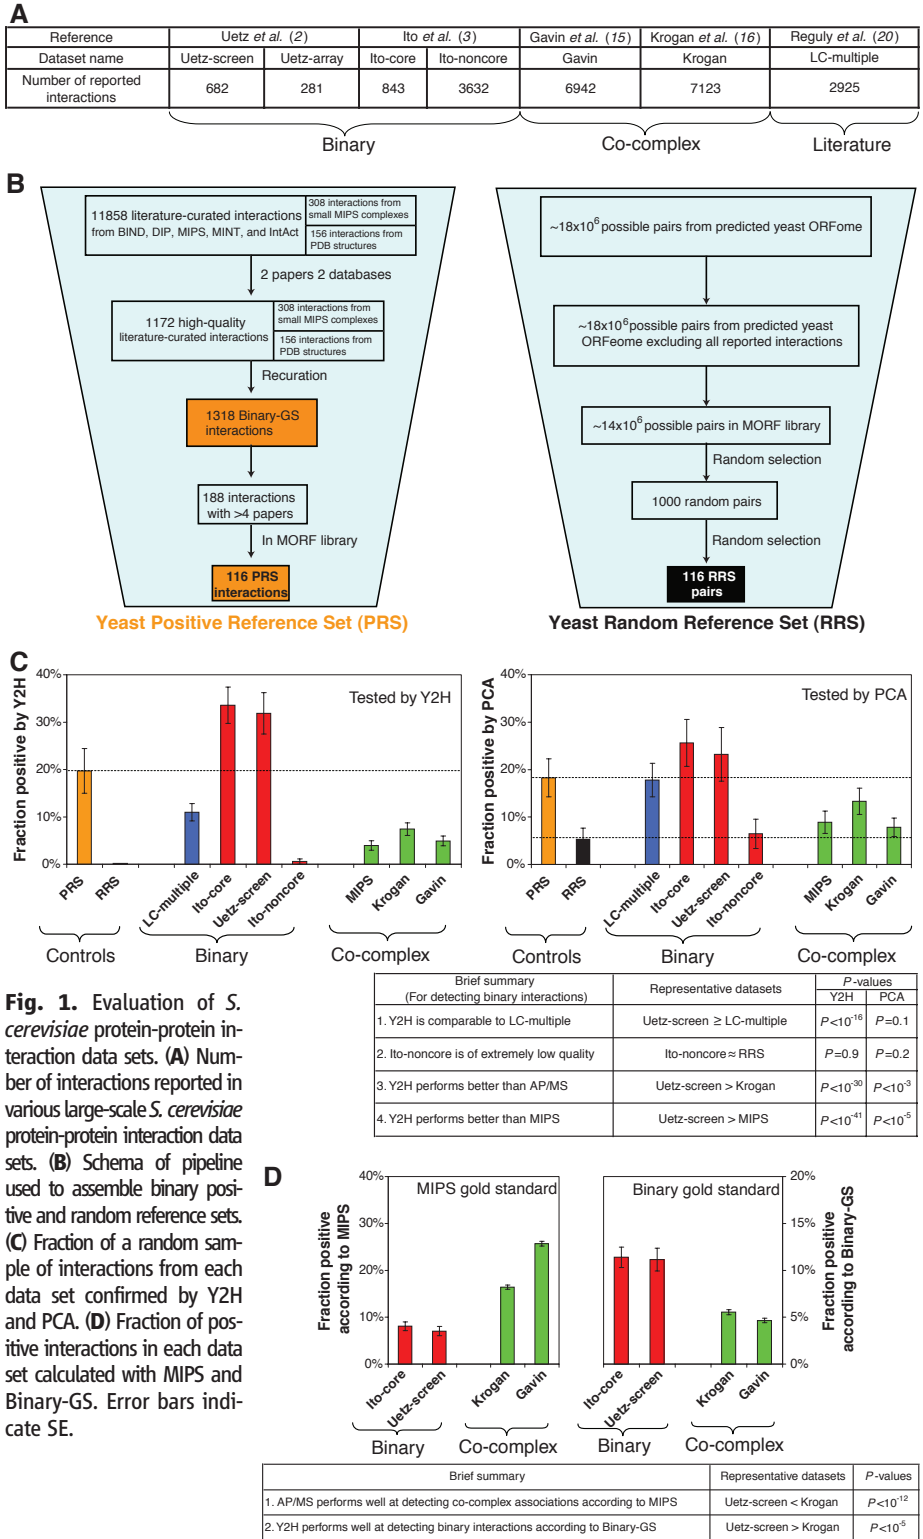 A
Reference Uetz et al. (2) Ito et al. (3) Gavin et al. (15) Krogan et al. (16) Reguly et al. (20)
Dataset name Uetz-screen Uetz-array Ito-core Ito-noncore Gavin Krogan LC-multiple
Number of reported interactions 682 281 843 3632 6942 7123 2925
Binary Co-complex Literature
B
11858 literature-curated interactions
from BIND, DIP, MIPS, MINT, and IntAct
308 interactions from
small MIPS complexes
156 interactions from
PDB structures
2 papers 2 databases
1172 high-quality
literature-curated interactions
308 interactions from
small MIPS complexes
156 interactions from
PDB structures
Recuration
1318 Binary-GS
interactions
188 interactions
with >4 papers
In MORF library
116 PRS
interactions
Yeast Positive Reference Set (PRS)
~18x10⁶ possible pairs from predicted yeast ORFome
~18x10⁶ possible pairs from predicted yeast
ORFeome excluding all reported interactions
~14x10⁶ possible pairs in MORF library
Random selection
1000 random pairs
Random selection
116 RRS
pairs
Yeast Random Reference Set (RRS)
C
Fraction positive by Y2H
40%
30%
20%
10%
0%
Tested by Y2H
PRS RRS LC-multiple Ito-core Uetz-screen Ito-noncore MIPS Krogan Gavin
Controls Binary Co-complex
Fraction positive by PCA
40%
30%
20%
10%
0%
Tested by PCA
PRS RRS LC-multiple Ito-core Uetz-screen Ito-noncore MIPS Krogan Gavin
Controls Binary Co-complex
Brief summary
(For detecting binary interactions)
Representative datasets
P-values
Y2H PCA
1. Y2H is comparable to LC-multiple Uetz-screen ≥ LC-multiple P<10⁻¹⁶ P=0.1
2. Ito-noncore is of extremely low quality Ito-noncore ≈ RRS P=0.9 P=0.2
3. Y2H performs better than AP/MS Uetz-screen > Krogan P<10⁻³⁰ P<10⁻³
4. Y2H performs better than MIPS Uetz-screen > MIPS P<10⁻⁴¹ P<10⁻⁵
Fig. 1. Evaluation of S.
cerevisiae protein-protein in-
teraction data sets. (A) Num-
ber of interactions reported in
various large-scale S. cerevisiae
protein-protein interaction data
sets. (B) Schema of pipeline
used to assemble binary posi-
tive and random reference sets.
(C) Fraction of a random sam-
ple of interactions from each
data set confirmed by Y2H
and PCA. (D) Fraction of pos-
itive interactions in each data
set calculated with MIPS and
Binary-GS. Error bars indi-
cate SE.
D
Fraction positive
according to MIPS
40%
30%
20%
10%
0%
MIPS gold standard
Ito-core Uetz-screen Krogan Gavin
Binary Co-complex
Binary gold standard
20%
15%
10%
5%
0%
Fraction positive
according to Binary-GS
Ito-core Uetz-screen Krogan Gavin
Binary Co-complex
Brief summary Representative datasets P-values
1. AP/MS performs well at detecting co-complex associations according to MIPS Uetz-screen < Krogan P<10⁻¹²
2. Y2H performs well at detecting binary interactions according to Binary-GS Uetz-screen > Krogan P<10⁻⁵